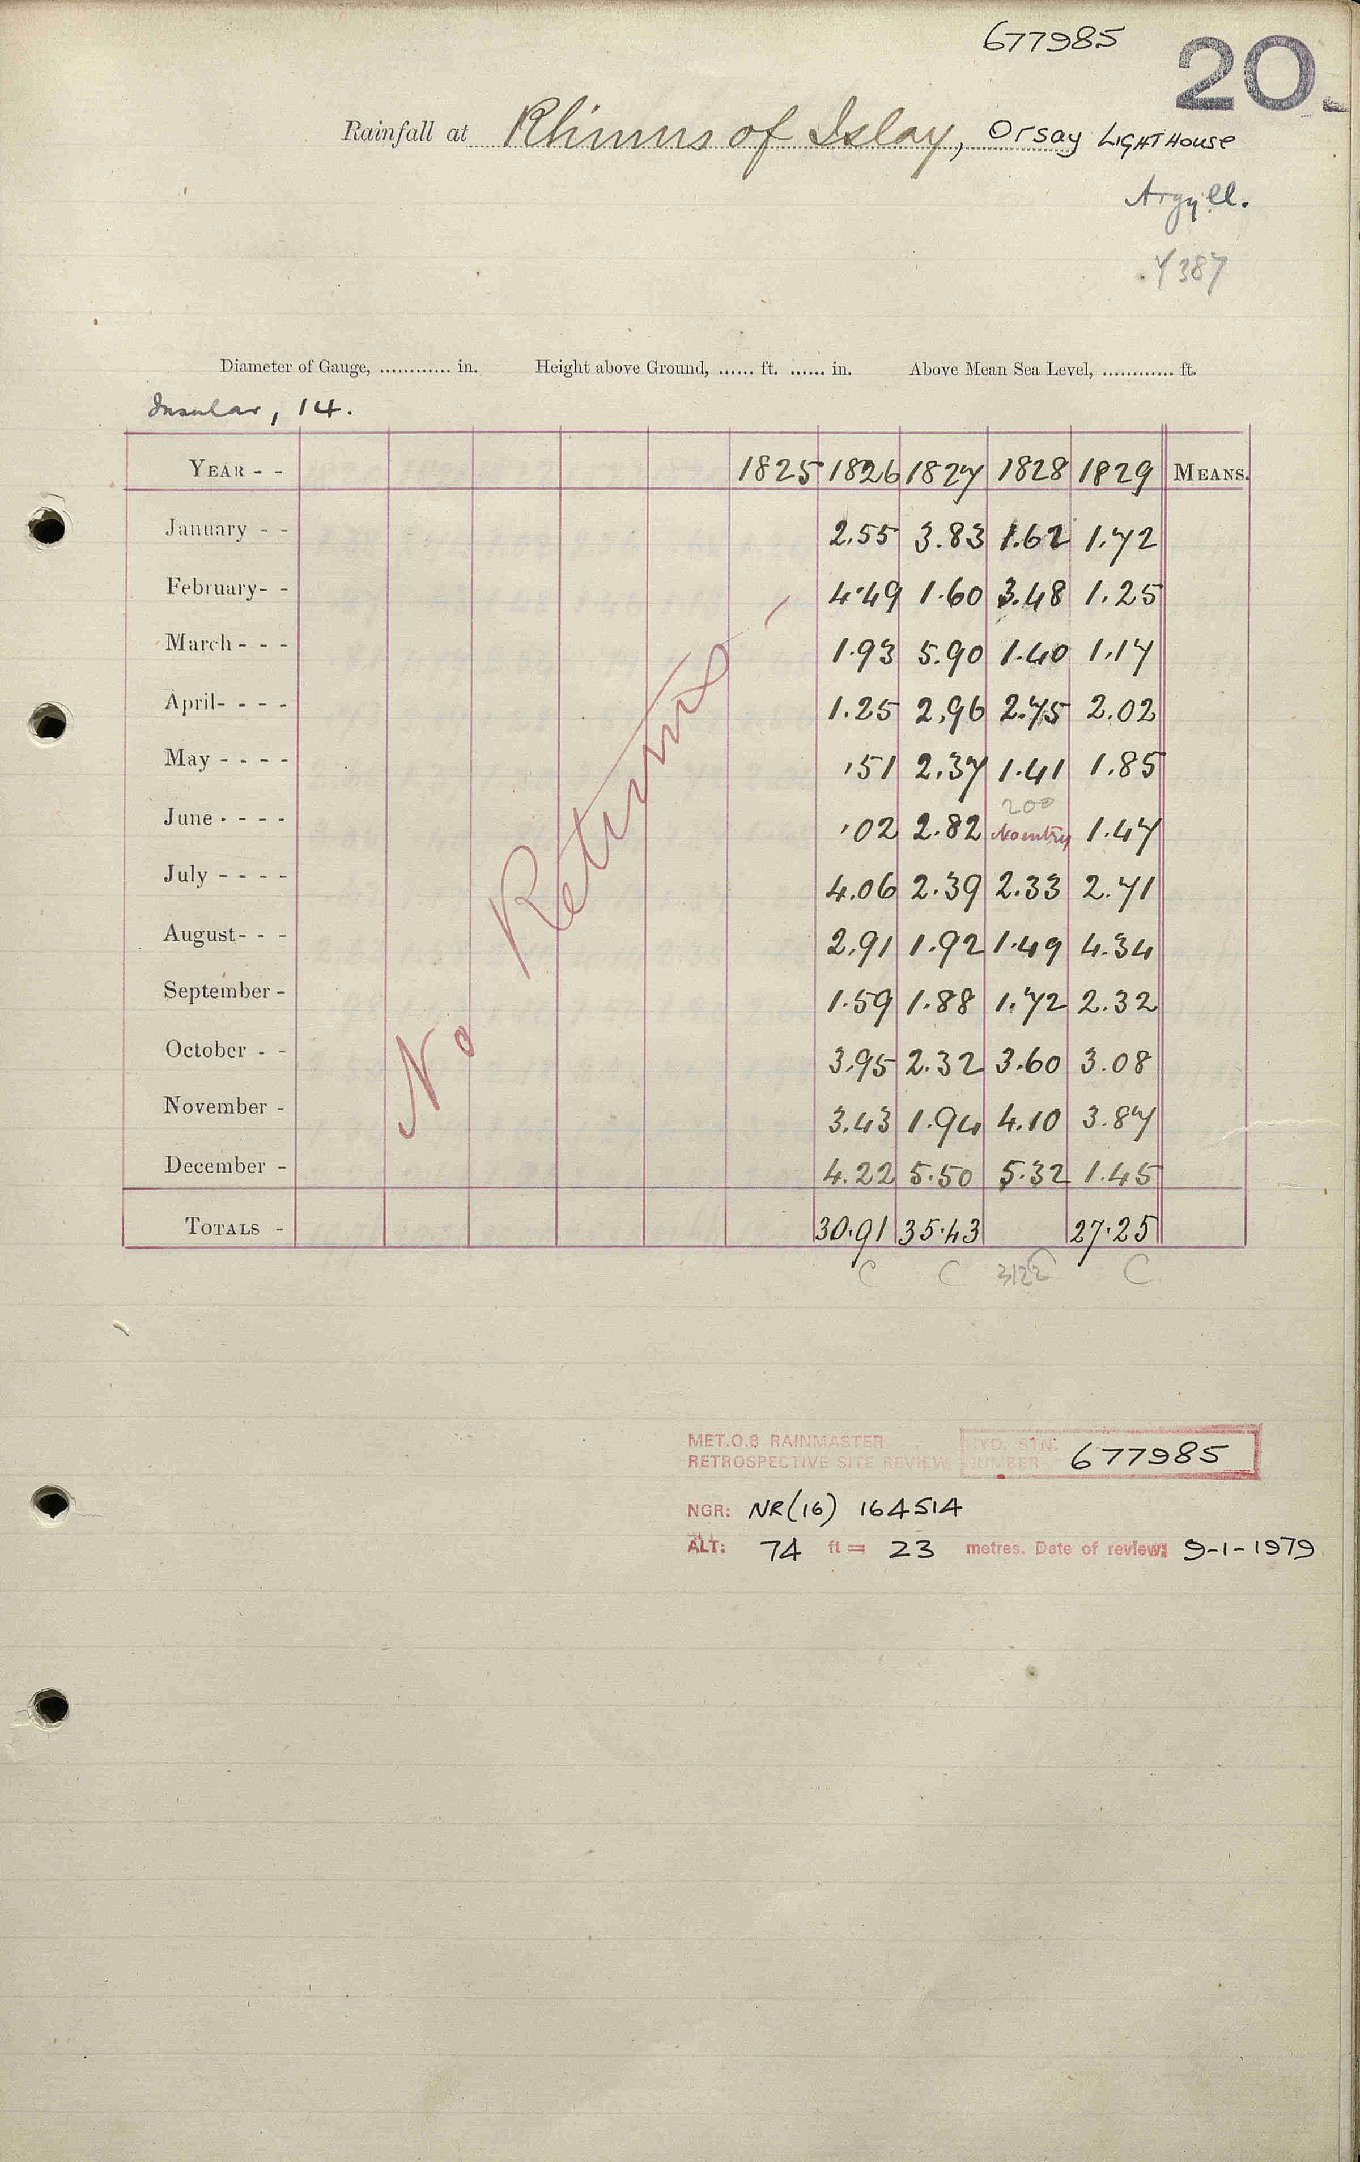 677985
20
Rainfall at Rhinns of Islay, Orsay LIGHTHOUSE
Argyll.
Y387
Diameter of Gauge, ............ in. Height above Ground, ...... ft. ...... in. Above Mean Sea Level, ............ ft.
Insular, 14.
YEAR - - 1825 1826 1827 1828 1829 MEANS.
January - - 2.55 3.83 1.62 1.72
February- - 4.49 1.60 3.48 1.25
March - - - 1.93 5.90 1.40 1.17
April- - - - 1.25 2.96 2.75 2.02
May - - - - .51 2.37 1.41 1.85
200
June - - - - .02 2.82 No entry 1.47
July - - - - 4.06 2.39 2.33 2.71
August- - - 2.91 1.92 1.49 4.34
September - 1.59 1.88 1.72 2.32
October - - 3.95 2.32 3.60 3.08
November - 3.43 1.94 4.10 3.87
December - 4.22 5.50 5.32 1.45
TOTALS - 30.91 35.43 27.25
No Returns -
C C 3122 C
MET.O.8 RAINMASTER
RETROSPECTIVE SITE REVIEW
HYD. STN. NUMBER 677985
NGR: NR(16) 164514
ALT: 74 ft = 23 metres. Date of review: 9-1-1979